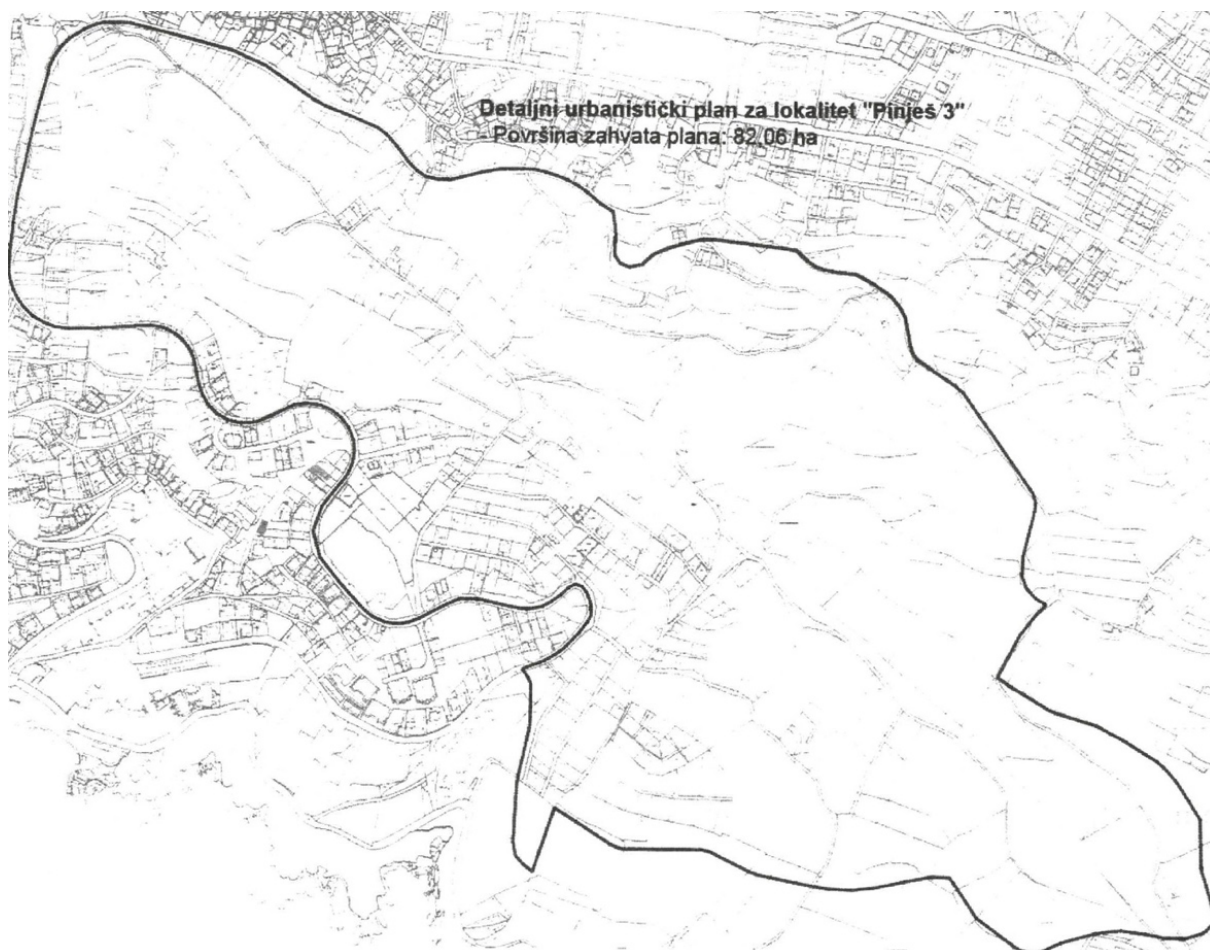 Detaljni urbanistički plan za lokalitet "Pinješ 3"
- Površina zahvata plana: 82.06 ha